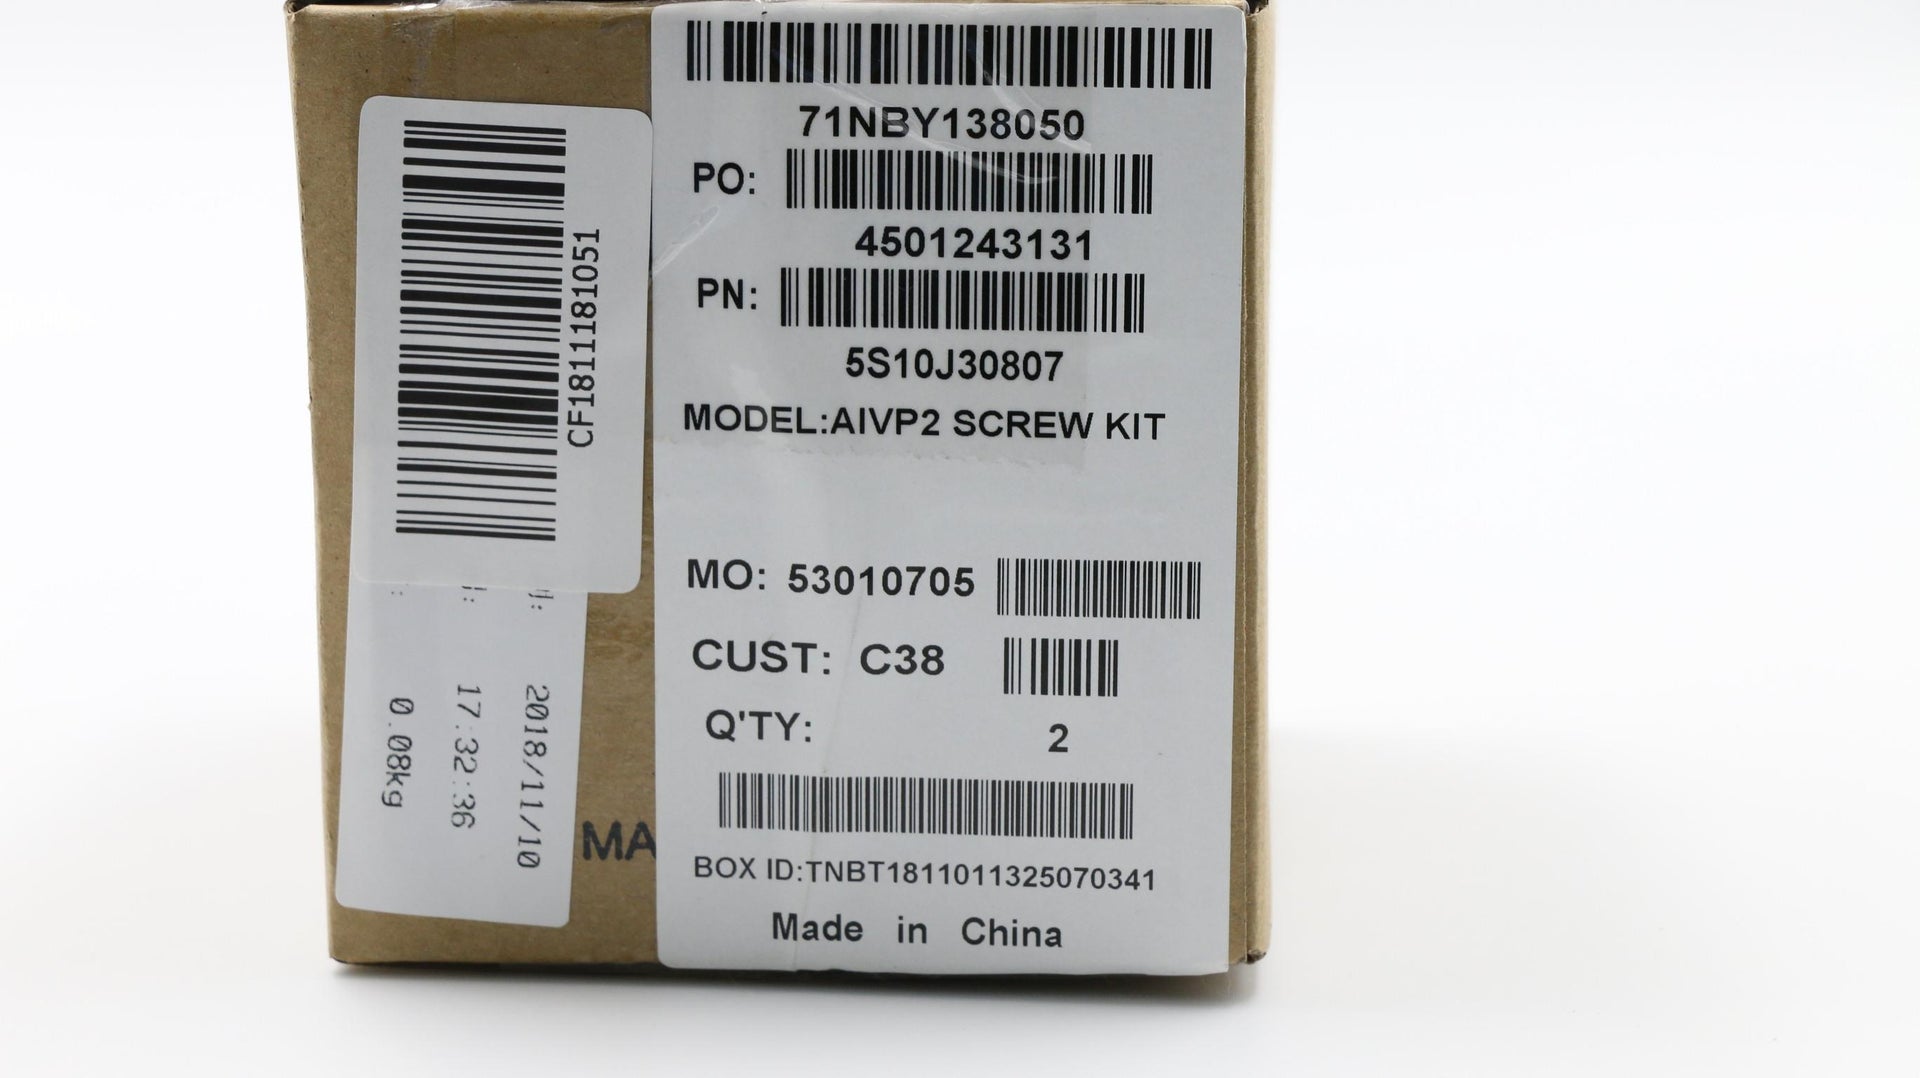 71NBY138050
PO:
4501243131
PN:
5S10J30807
MODEL:AIVP2 SCREW KIT
MO: 53010705
CUST: C38
Q'TY: 2
BOX ID:TNBT1811011325070341
Made in China
CF1811181051
2018/11/10
17:32:36
0.08kg
MA